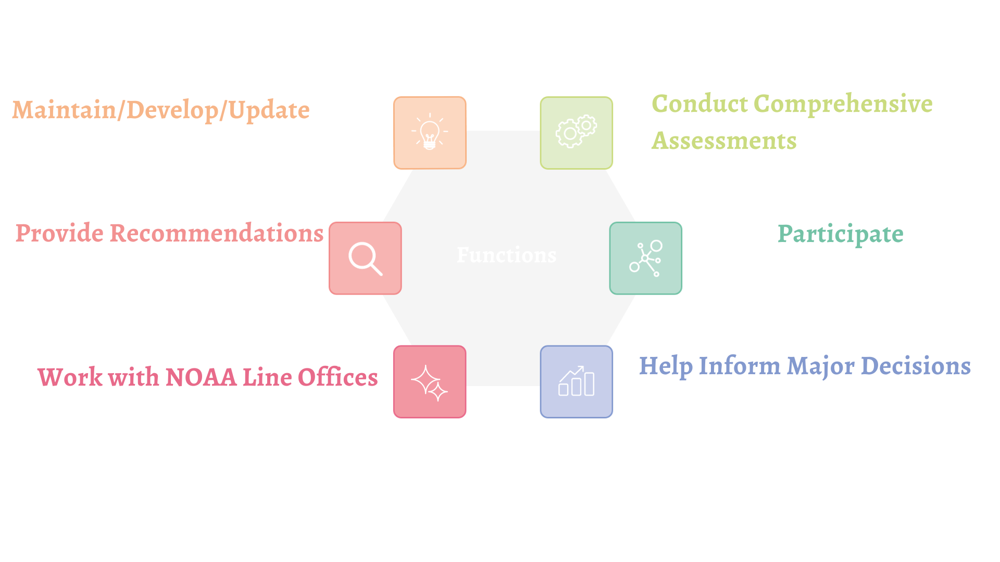 Maintain/Develop/Update
Conduct Comprehensive
Assessments
Provide Recommendations
Functions
Participate
Work with NOAA Line Offices
Help Inform Major Decisions